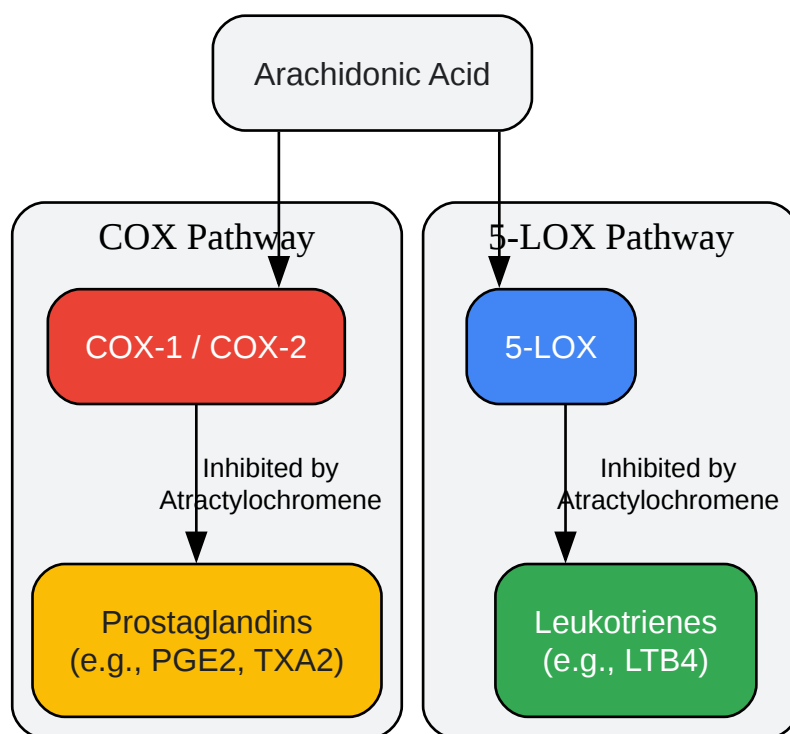 Arachidonic Acid
COX Pathway
COX-1 / COX-2
Inhibited by
Atractylochromene
Prostaglandins
(e.g., PGE2, TXA2)
5-LOX Pathway
5-LOX
Inhibited by
Atractylochromene
Leukotrienes
(e.g., LTB4)